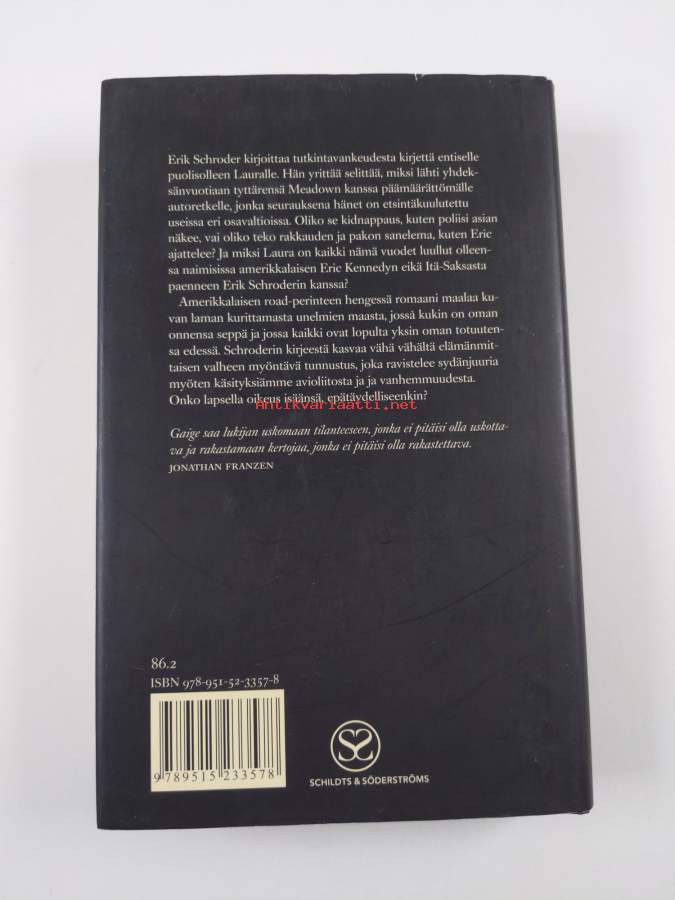 Erik Schroder kirjoittaa tutkintavankeudesta kirjettä entiselle
puolisolleen Lauralle. Hän yrittää selittää, miksi lähti yhdek-
sänvuotiaan tyttärensä Meadown kanssa päämäärättömälle
autoretkelle, jonka seurauksena hänet on etsintäkuulutettu
useissa eri osavaltioissa. Oliko se kidnappaus, kuten poliisi asian
näkee, vai oliko teko rakkauden ja pakon sanelema, kuten Eric
ajattelee? Ja miksi Laura on kaikki nämä vuodet luullut olleen-
sa naimisissa amerikkalaisen Eric Kennedyn eikä Itä-Saksasta
paenneen Erik Schroderin kanssa?
Amerikkalaisen road-perinteen hengessä romaani maalaa ku-
van laman kurittamasta unelmien maasta, jossa kukin on oman
onnensa seppä ja jossa kaikki ovat lopulta yksin oman totuuten-
sa edessä. Schroderin kirjeestä kasvaa vähä vähältä elämänmit-
taisen valheen myöntävä tunnustus, joka ravistelee sydänjuuria
myöten käsityksiämme avioliitosta ja ja vanhemmuudesta.
Onko lapsella oikeus isäänsä, epätäydelliseenkin?
Antikvariaatti.net
Gaige saa lukijan uskomaan tilanteeseen, jonka ei pitäisi olla uskotta-
va ja rakastamaan kertojaa, jonka ei pitäisi olla rakastettava.
JONATHAN FRANZEN
86.2
ISBN 978-951-52-3357-8
9 789515 233578
SS
SCHILDTS & SÖDERSTRÖMS